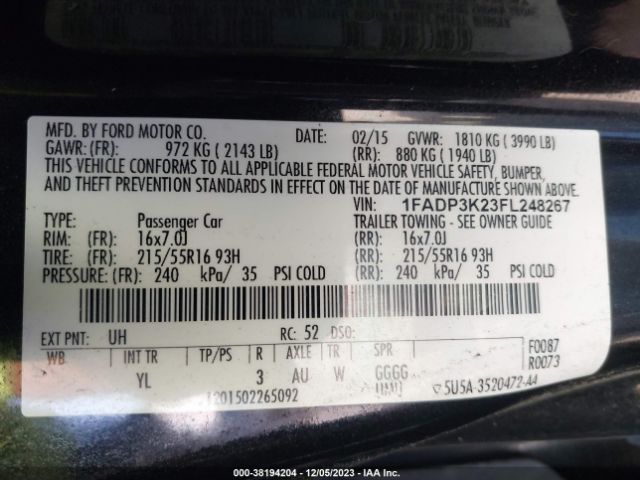 MFD. BY FORD MOTOR CO. DATE: 02/15 GVWR: 1810 KG ( 3990 LB)
GAWR: (FR): 972 KG ( 2143 LB) (RR): 880 KG ( 1940 LB)
THIS VEHICLE CONFORMS TO ALL APPLICABLE FEDERAL MOTOR VEHICLE SAFETY, BUMPER,
AND THEFT PREVENTION STANDARDS IN EFFECT ON THE DATE OF MANUFACTURE SHOWN ABOVE.
VIN: 1FADP3K23FL248267
TYPE: Passenger Car TRAILER TOWING - SEE OWNER GUIDE
RIM: (FR): 16x7.0J (RR): 16x7.0J
TIRE: (FR): 215/55R16 93H (RR): 215/55R16 93H
PRESSURE: (FR): 240 kPa/ 35 PSI COLD (RR): 240 kPa/ 35 PSI COLD
EXT PNT: UH RC: 52 DSO: F0087
WB INT TR TP/PS R AXLE TR SPR R0073
YL 3 AU W GGGG
5U5A-3520472-AA
000-38194204 - 12/05/2023 - IAA Inc.